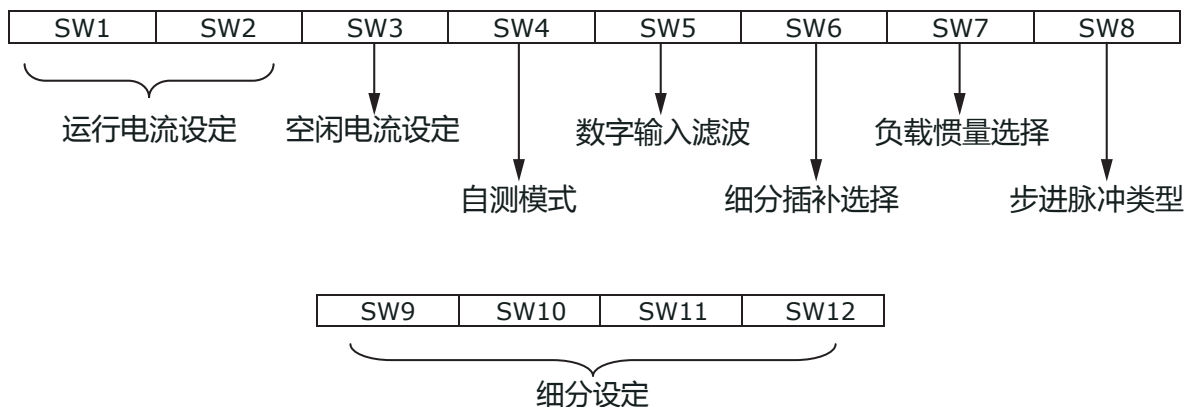 SW1 SW2 SW3 SW4 SW5 SW6 SW7 SW8
运行电流设定 空闲电流设定 数字输入滤波 负载惯量选择
自测模式 细分插补选择 步进脉冲类型
SW9 SW10 SW11 SW12
细分设定